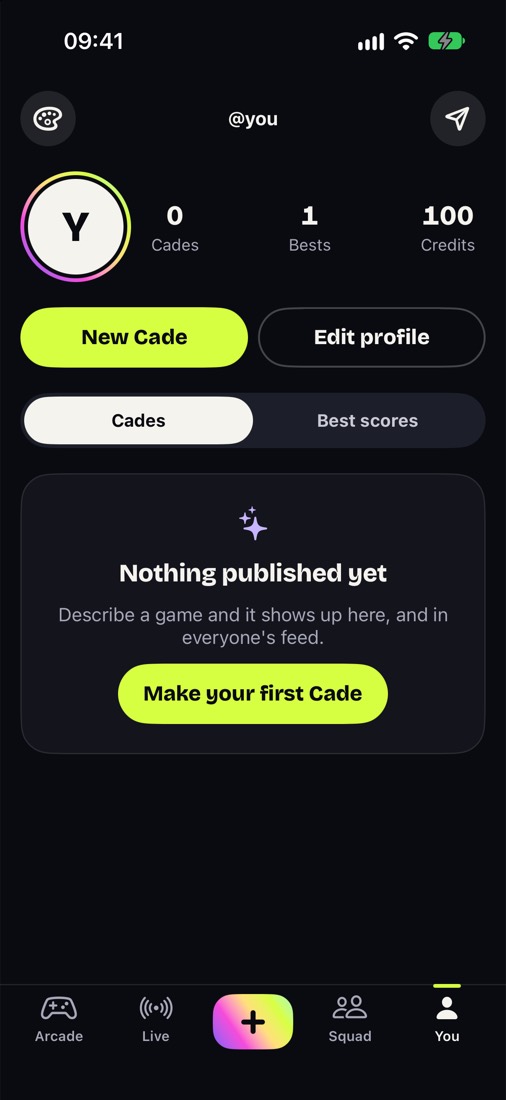 09:41
@you
Y
0
Cades
1
Bests
100
Credits
New Cade
Edit profile
Cades
Best scores
Nothing published yet
Describe a game and it shows up here, and in
everyone's feed.
Make your first Cade
Arcade
Live
Squad
You